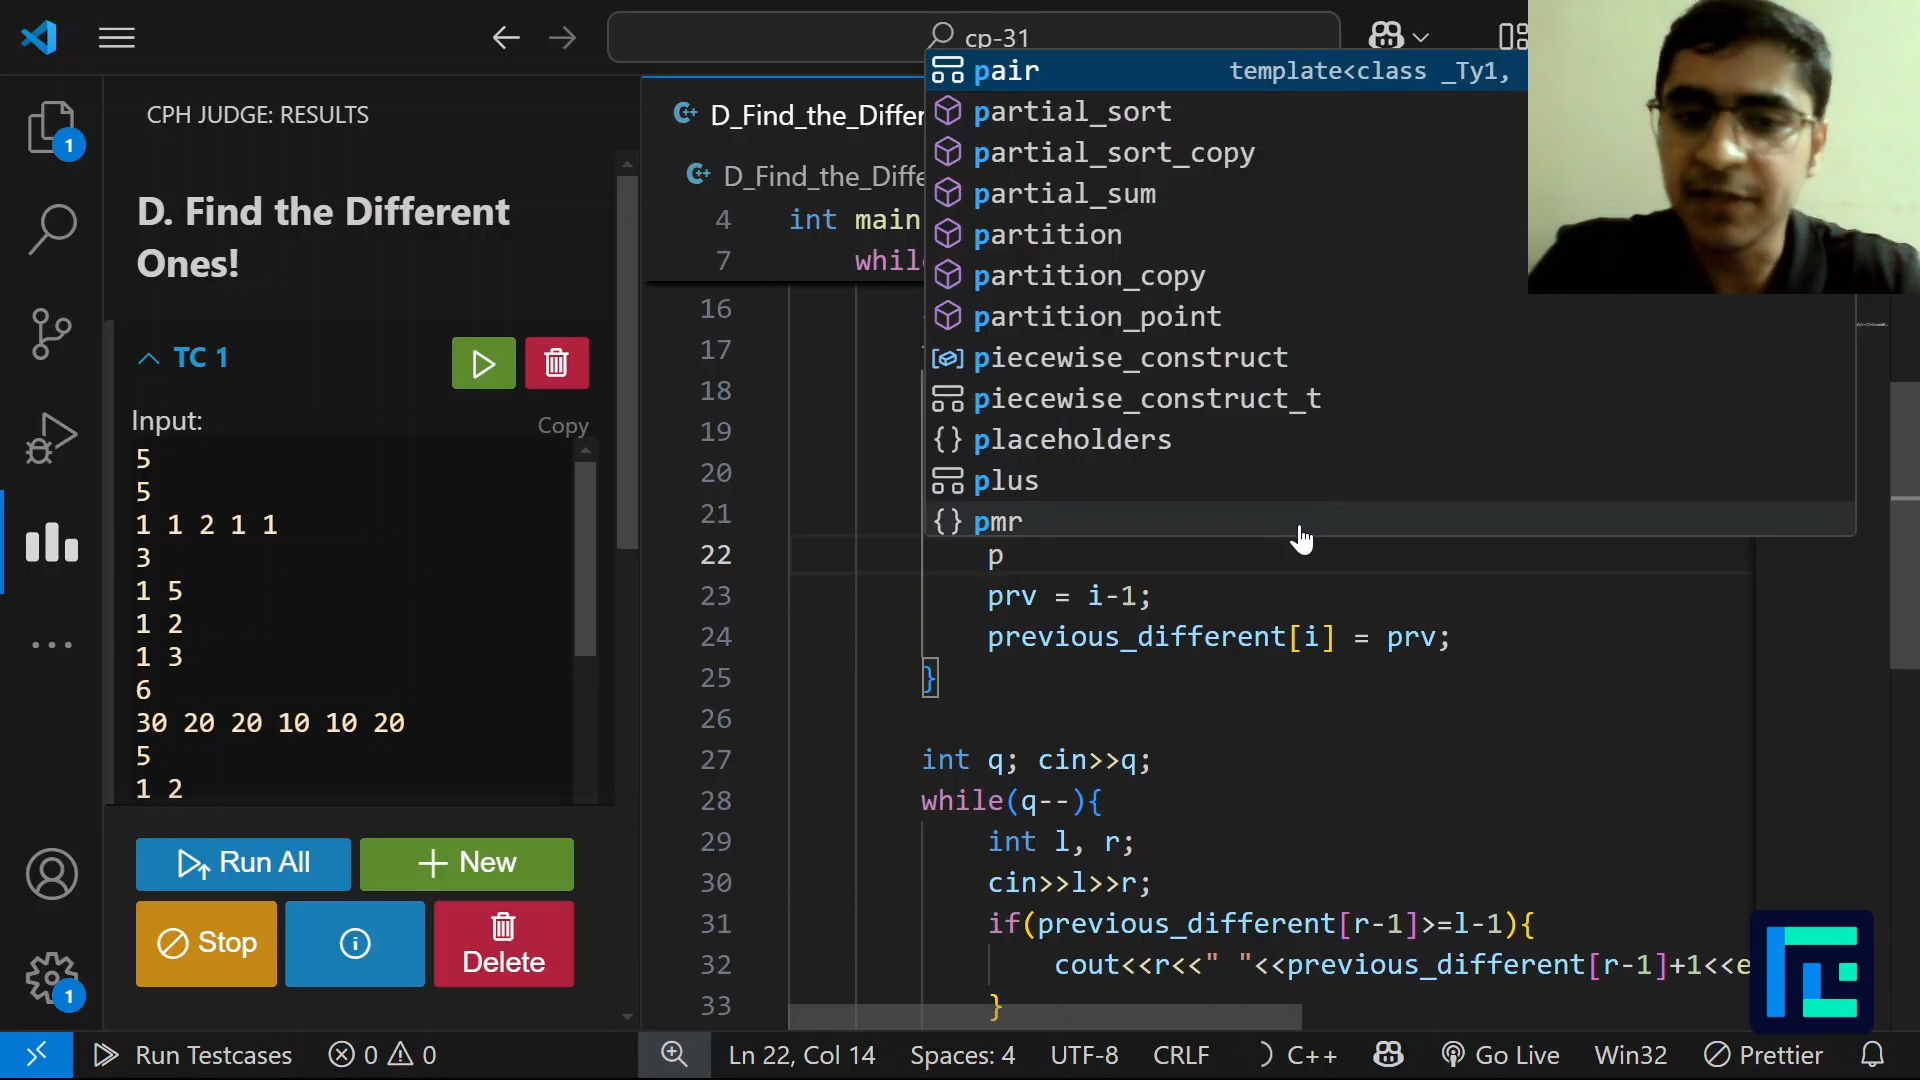 cp-31
CPH JUDGE: RESULTS
D. Find the Different
Ones!
TC 1
Input:
Copy
5
5
1 1 2 1 1
3
1 5
1 2
1 3
6
30 20 20 10 10 20
5
1 2
Run All
New
Stop
Delete
D_Find_the_Differ
D_Find_the_Diffe
4 int main
7 whil
16
17
18
19
20
21
22 p
23 prv = i-1;
24 previous_different[i] = prv;
25 }
26
27 int q; cin>>q;
28 while(q--){
29 int l, r;
30 cin>>l>>r;
31 if(previous_different[r-1]>=l-1){
32 cout<<r<<" "<<previous_different[r-1]+1<<e
33 }
pair template<class _Ty1,
partial_sort
partial_sort_copy
partial_sum
partition
partition_copy
partition_point
piecewise_construct
piecewise_construct_t
placeholders
plus
pmr
1
1
Run Testcases
0
0
Ln 22, Col 14
Spaces: 4
UTF-8
CRLF
C++
Go Live
Win32
Prettier